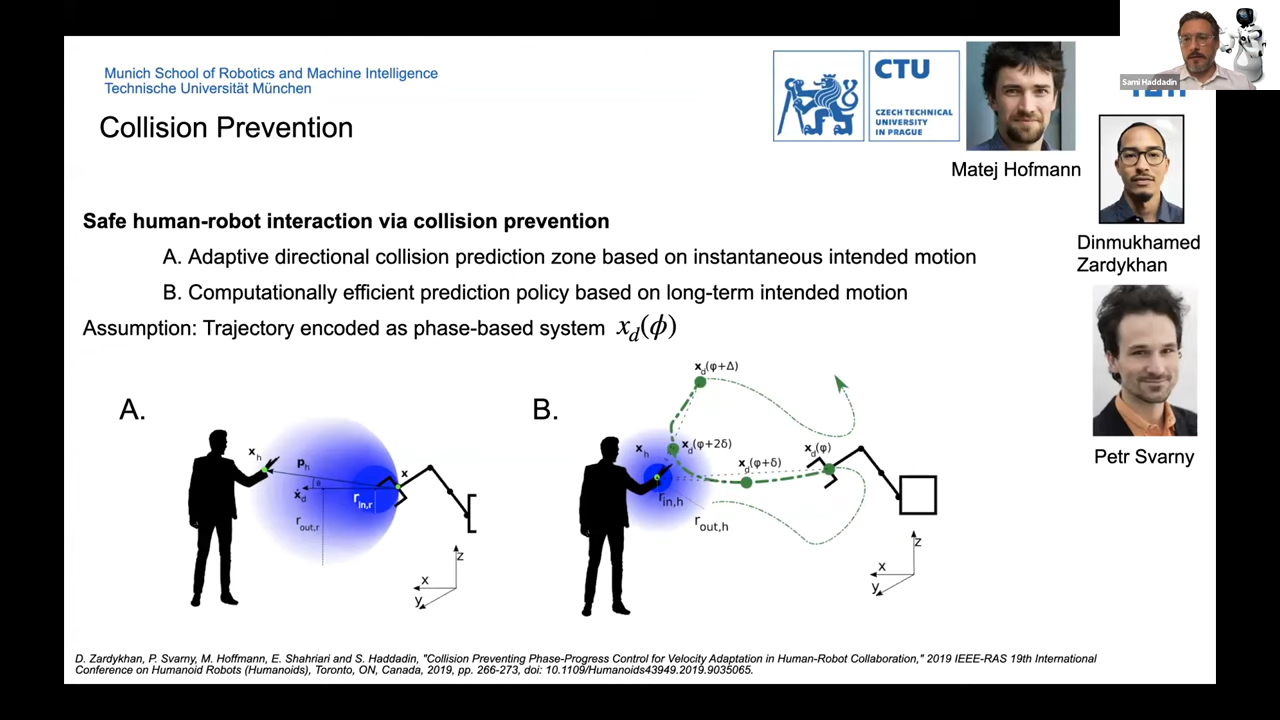 Sami Haddadin
Munich School of Robotics and Machine Intelligence
Technische Universität München
Collision Prevention
CTU
CZECH TECHNICAL
UNIVERSITY
IN PRAGUE
Matej Hofmann
Dinmukhamed
Zardykhan
Petr Svarny
Safe human-robot interaction via collision prevention
A. Adaptive directional collision prediction zone based on instantaneous intended motion
B. Computationally efficient prediction policy based on long-term intended motion
Assumption: Trajectory encoded as phase-based system x_d(ϕ)
A.
x_h
p_h
x
θ
ẋ_d
r_in,r
r_out,r
z
x
y
B.
x_d(φ+Δ)
x_h
x_d(φ+2δ)
x_d(φ)
x_d(φ+δ)
r_in,h
r_out,h
z
x
y
D. Zardykhan, P. Svarny, M. Hoffmann, E. Shahriari and S. Haddadin, "Collision Preventing Phase-Progress Control for Velocity Adaptation in Human-Robot Collaboration," 2019 IEEE-RAS 19th International
Conference on Humanoid Robots (Humanoids), Toronto, ON, Canada, 2019, pp. 266-273, doi: 10.1109/Humanoids43949.2019.9035065.